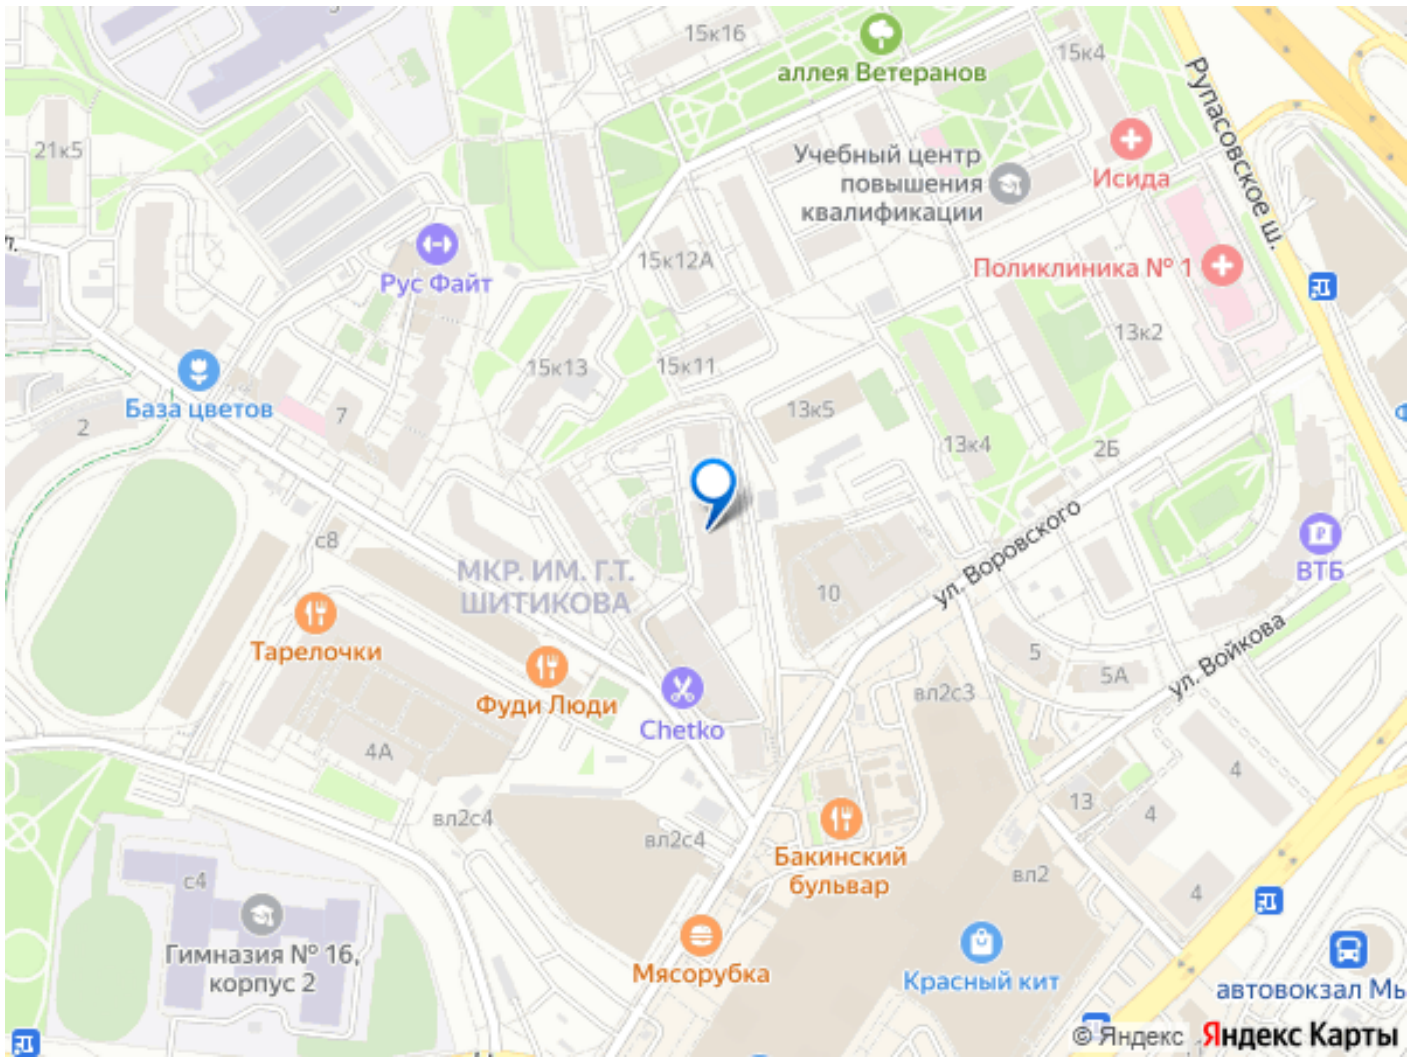 15к16
аллея Ветеранов
15к4
Рупасовское ш.
21к5
Учебный центр
повышения
квалификации
Исида
Рус Файт
15к12А
Поликлиника № 1
15к13
15к11
13к2
База цветов
7
2
13к5
13к4
2Б
с8
МКР. ИМ. Г.Т.
ШИТИКОВА
10
ул. Воровского
ВТБ
Тарелочки
Фуди Люди
5
5А
ул. Войкова
вл2с3
Chetko
4А
4
13
4
вл2с4
вл2с4
Бакинский
бульвар
вл2
4
с4
Гимназия № 16,
корпус 2
Мясорубка
Красный кит
автовокзал Мы
© Яндекс Яндекс Карты